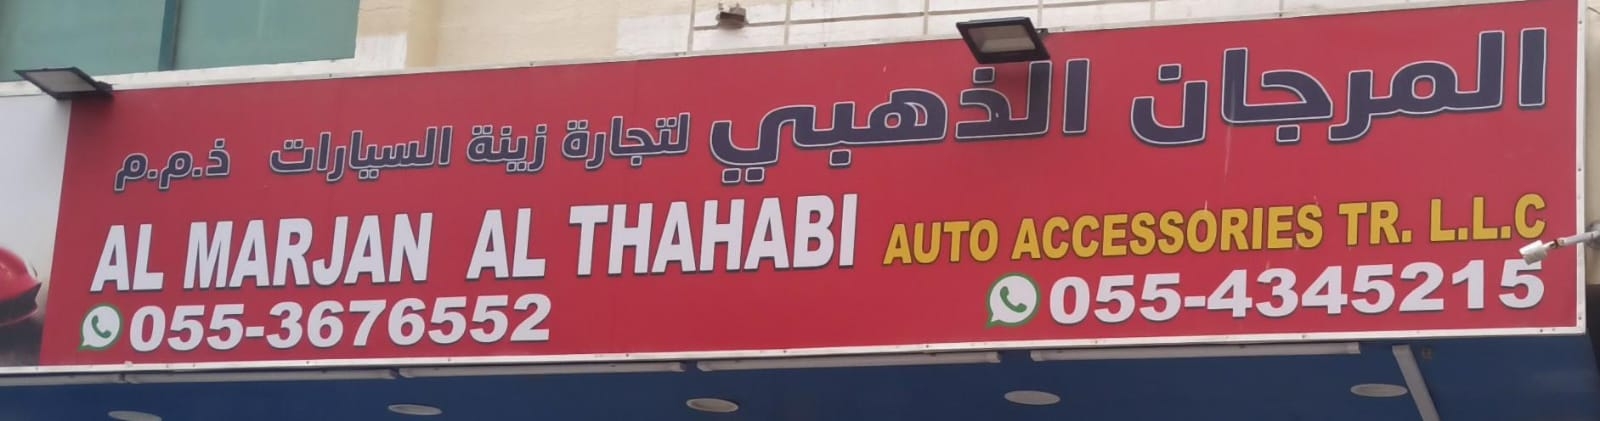 المرجان الذهبي لتجارة زينة السيارات ذ.م.م
AL MARJAN AL THAHABI AUTO ACCESSORIES TR. L.L.C
055-3676552 055-4345215